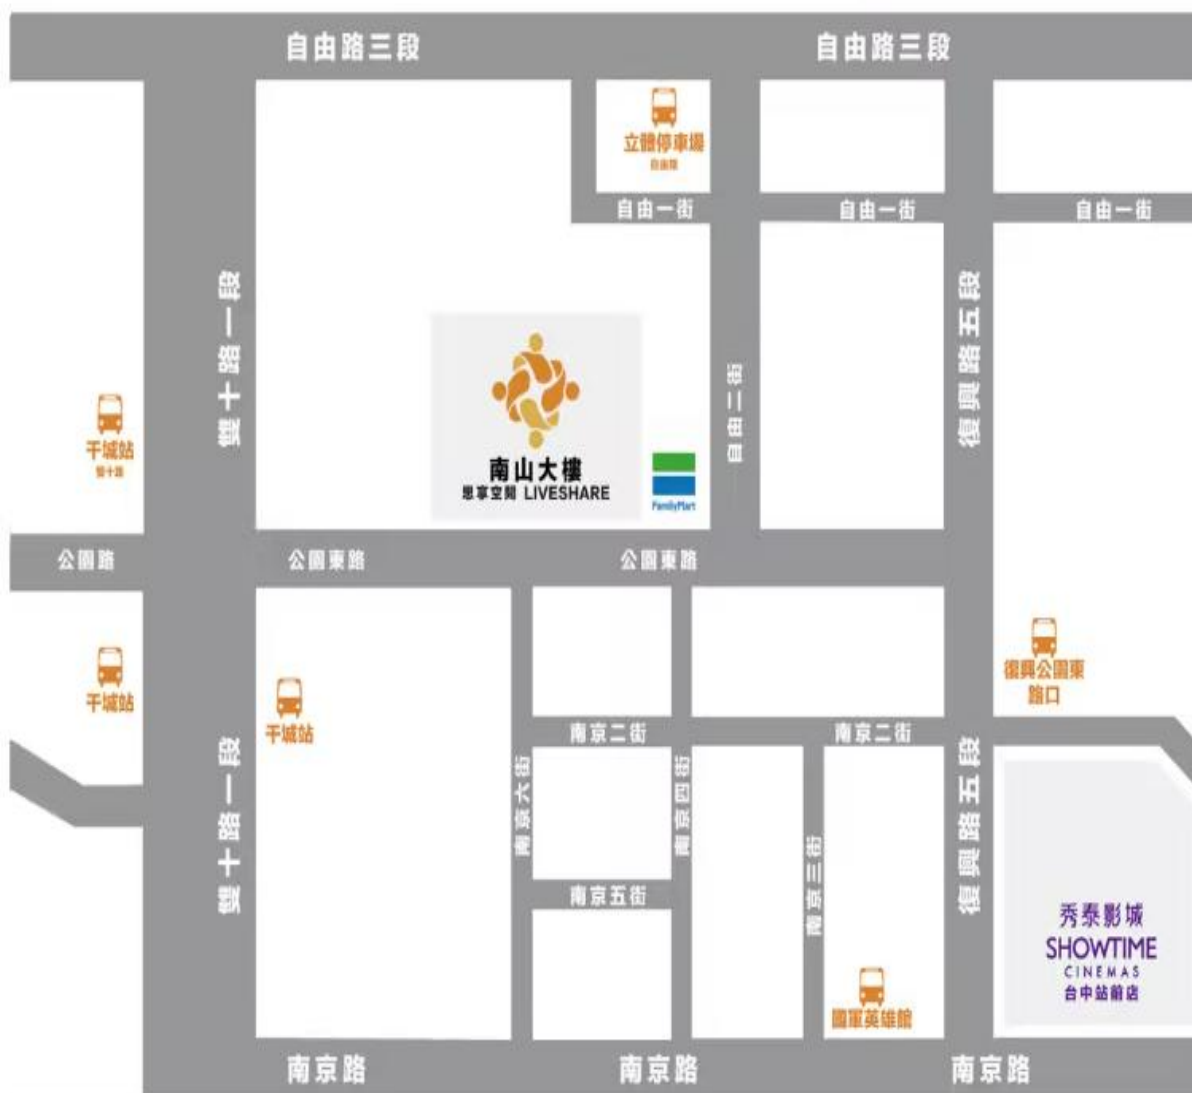 自由路三段
自由路三段
立體停車場
自由路
自由一街
自由一街
自由一街
雙十路一段
復興路五段
自由二街
干城站
雙十路
南山大樓
思享空間 LIVESHARE
FamilyMart
公園路
公園東路
公園東路
干城站
干城站
復興公園東
路口
南京二街
南京二街
雙十路一段
南京六街
南京四街
南京三街
復興路五段
南京五街
秀泰影城
SHOWTIME
CINEMAS
台中站前店
國軍英雄館
南京路
南京路
南京路